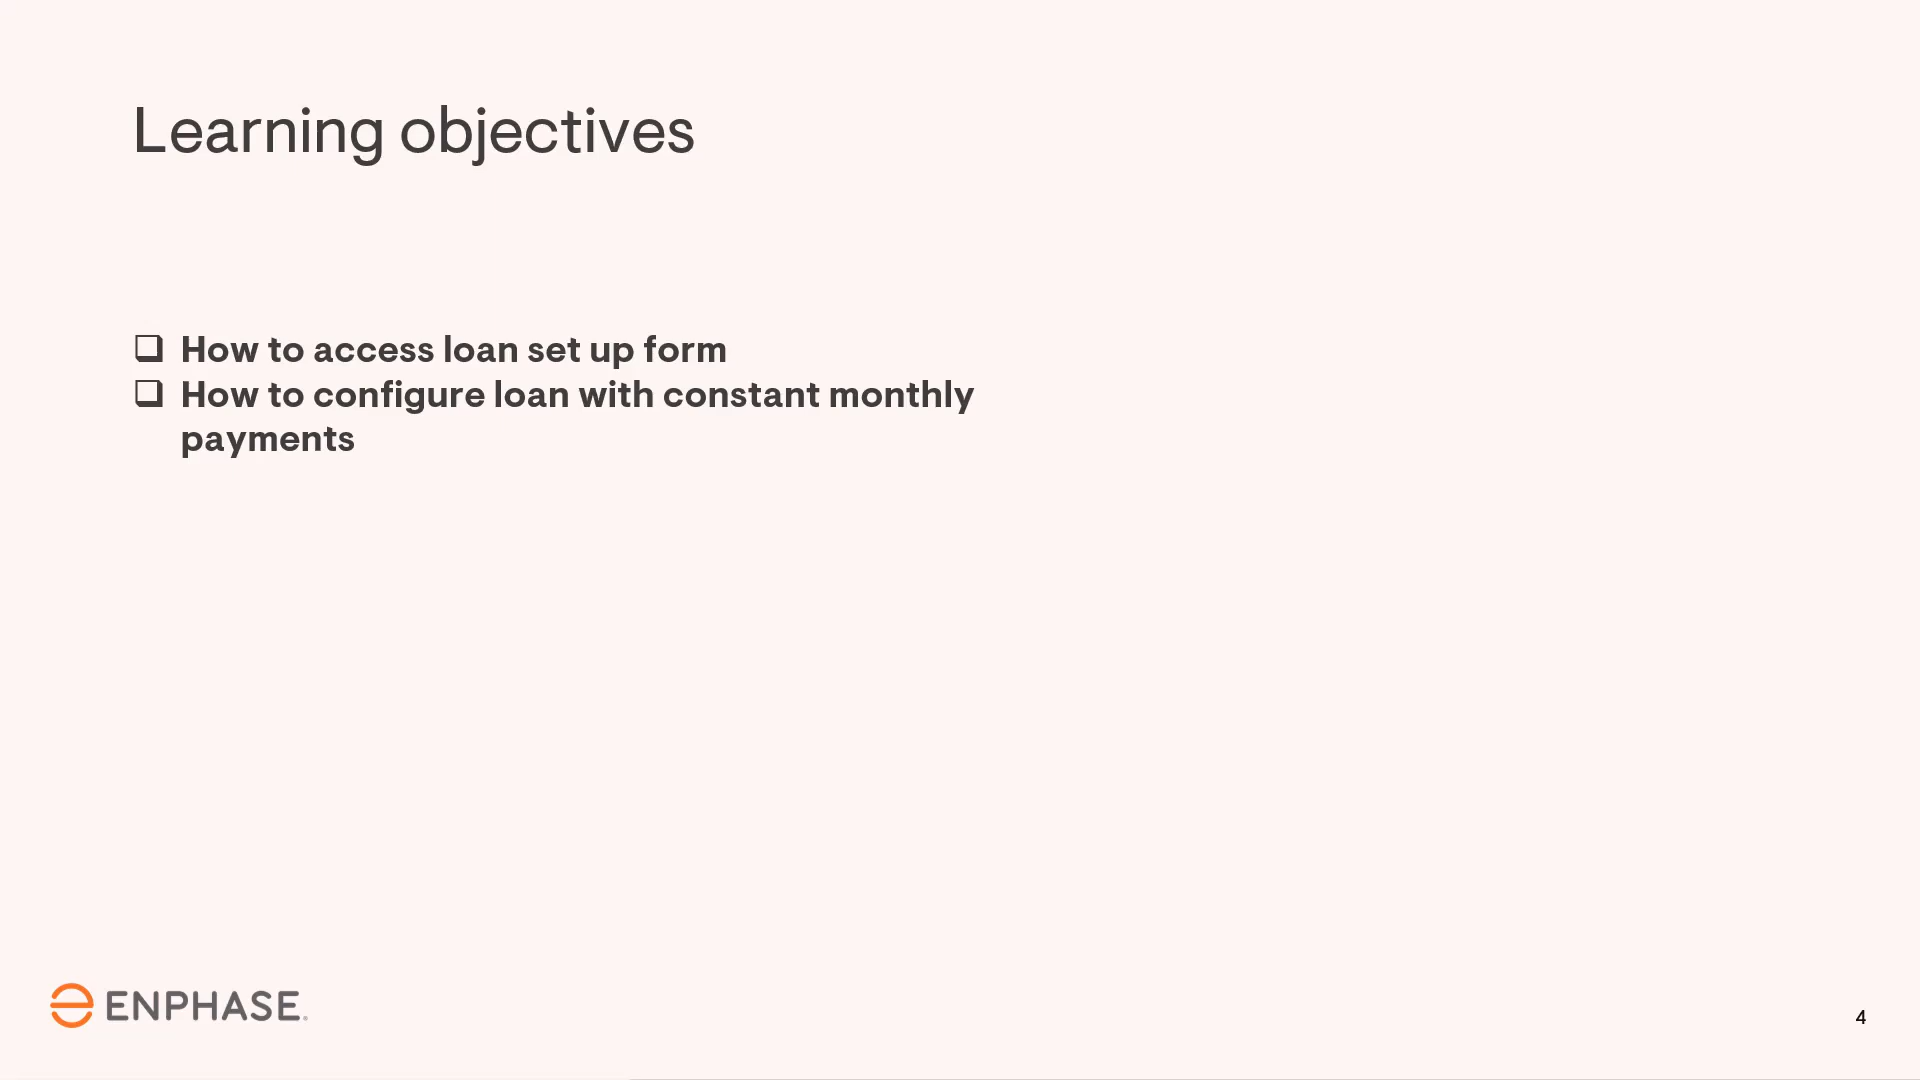 Learning objectives
❑ How to access loan set up form
❑ How to configure loan with constant monthly
payments
ENPHASE.
4